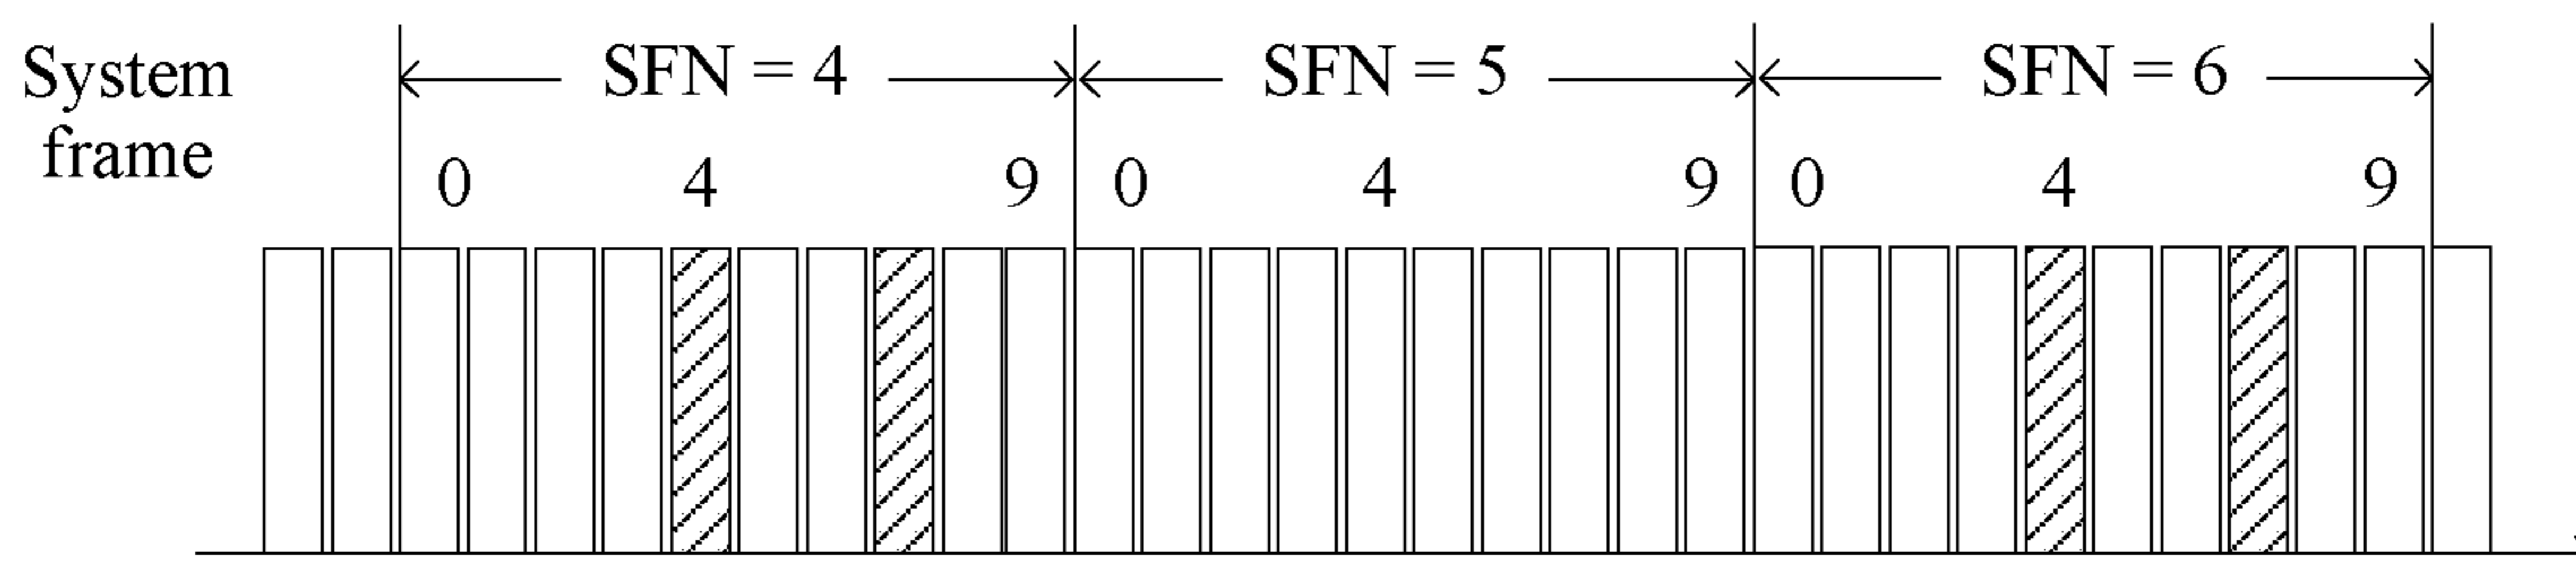 System
frame
SFN = 4
SFN = 5
SFN = 6
0 4 9 0 4 9 0 4 9